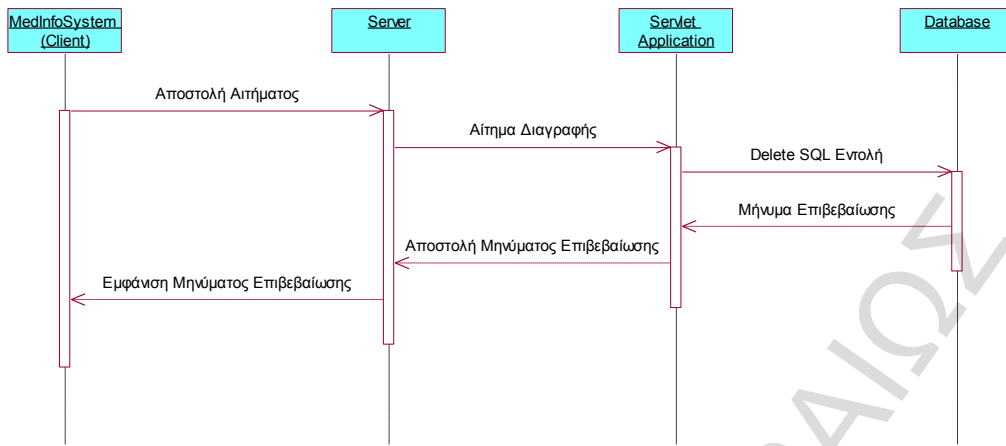 MedInfoSystem
(Client)
Server
Servlet
Application
Database
Αποστολή Αιτήματος
Αίτημα Διαγραφής
Delete SQL Εντολή
Μήνυμα Επιβεβαίωσης
Αποστολή Μηνύματος Επιβεβαίωσης
Εμφάνιση Μηνύματος Επιβεβαίωσης
ΡΑΙΩΣ